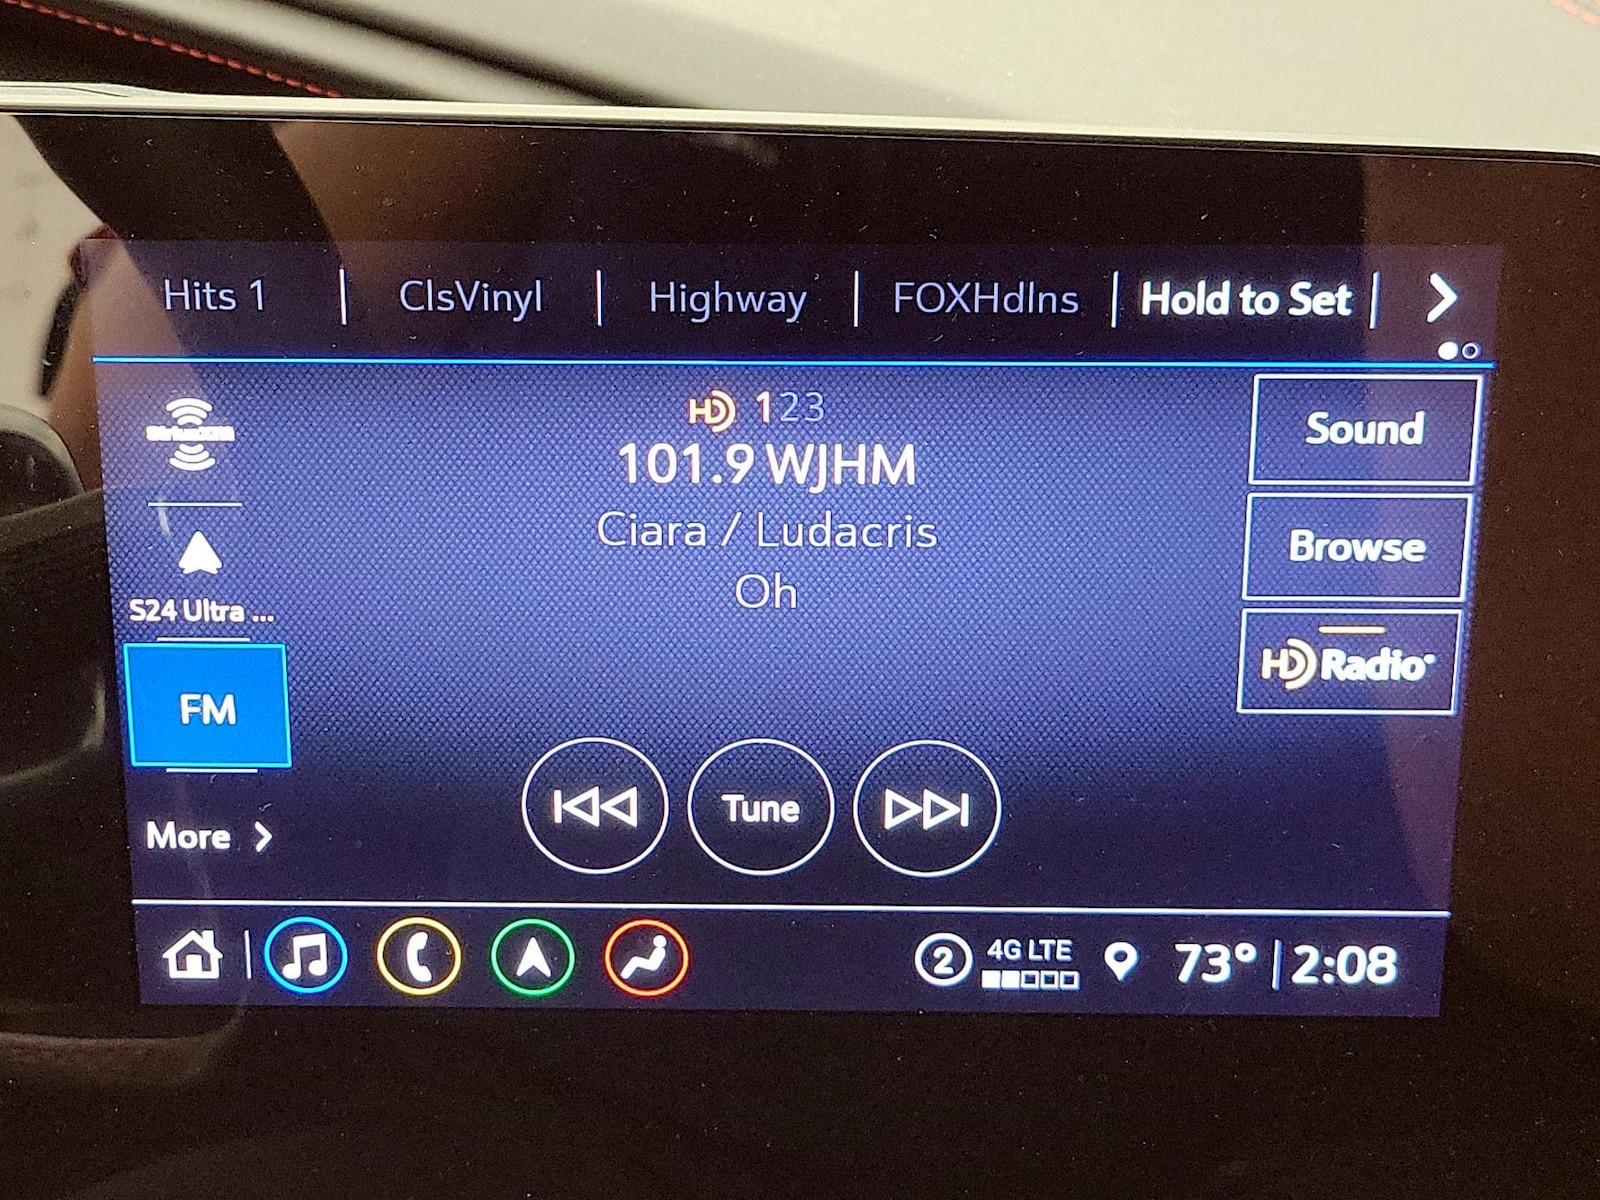 Hits 1 | ClsVinyl | Highway | FOXHdlns | Hold to Set |
SiriusXM
HD 123
101.9 WJHM
Ciara / Ludacris
Oh
Sound
Browse
HD Radio
S24 Ultra ...
FM
More
Tune
2 4G LTE 73° | 2:08